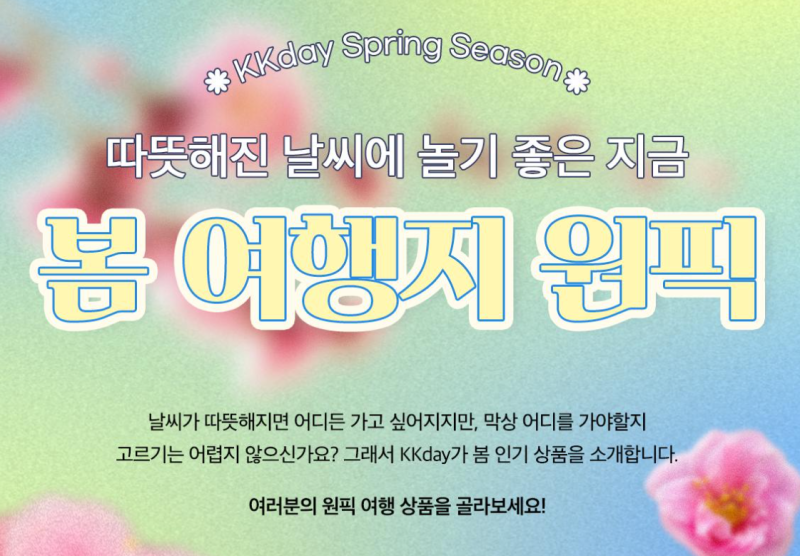 KKday Spring Season
따뜻해진 날씨에 놀기 좋은 지금
봄 여행지 원픽
날씨가 따뜻해지면 어디든 가고 싶어지지만, 막상 어디를 가야할지
고르기는 어렵지 않으신가요? 그래서 KKday가 봄 인기 상품을 소개합니다.
여러분의 원픽 여행 상품을 골라보세요!